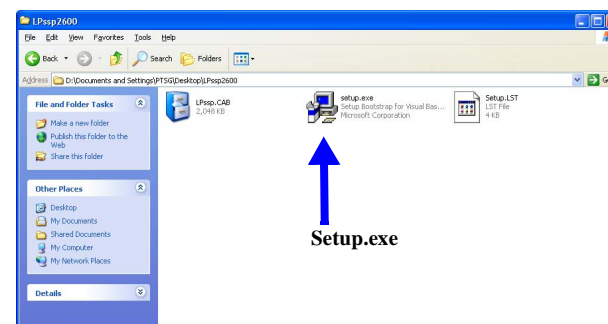 LPssp2600
File Edit View Favorites Tools Help
Back Search Folders
Address D:\Documents and Settings\PTSG\Desktop\LPssp2600
File and Folder Tasks
Make a new folder
Publish this folder to the
Web
Share this folder
Other Places
Desktop
My Documents
Shared Documents
My Computer
My Network Places
Details
LPssp.CAB
2,048 KB
setup.exe
Setup Bootstrap for Visual Bas...
Microsoft Corporation
Setup.LST
LST File
4 KB
Setup.exe